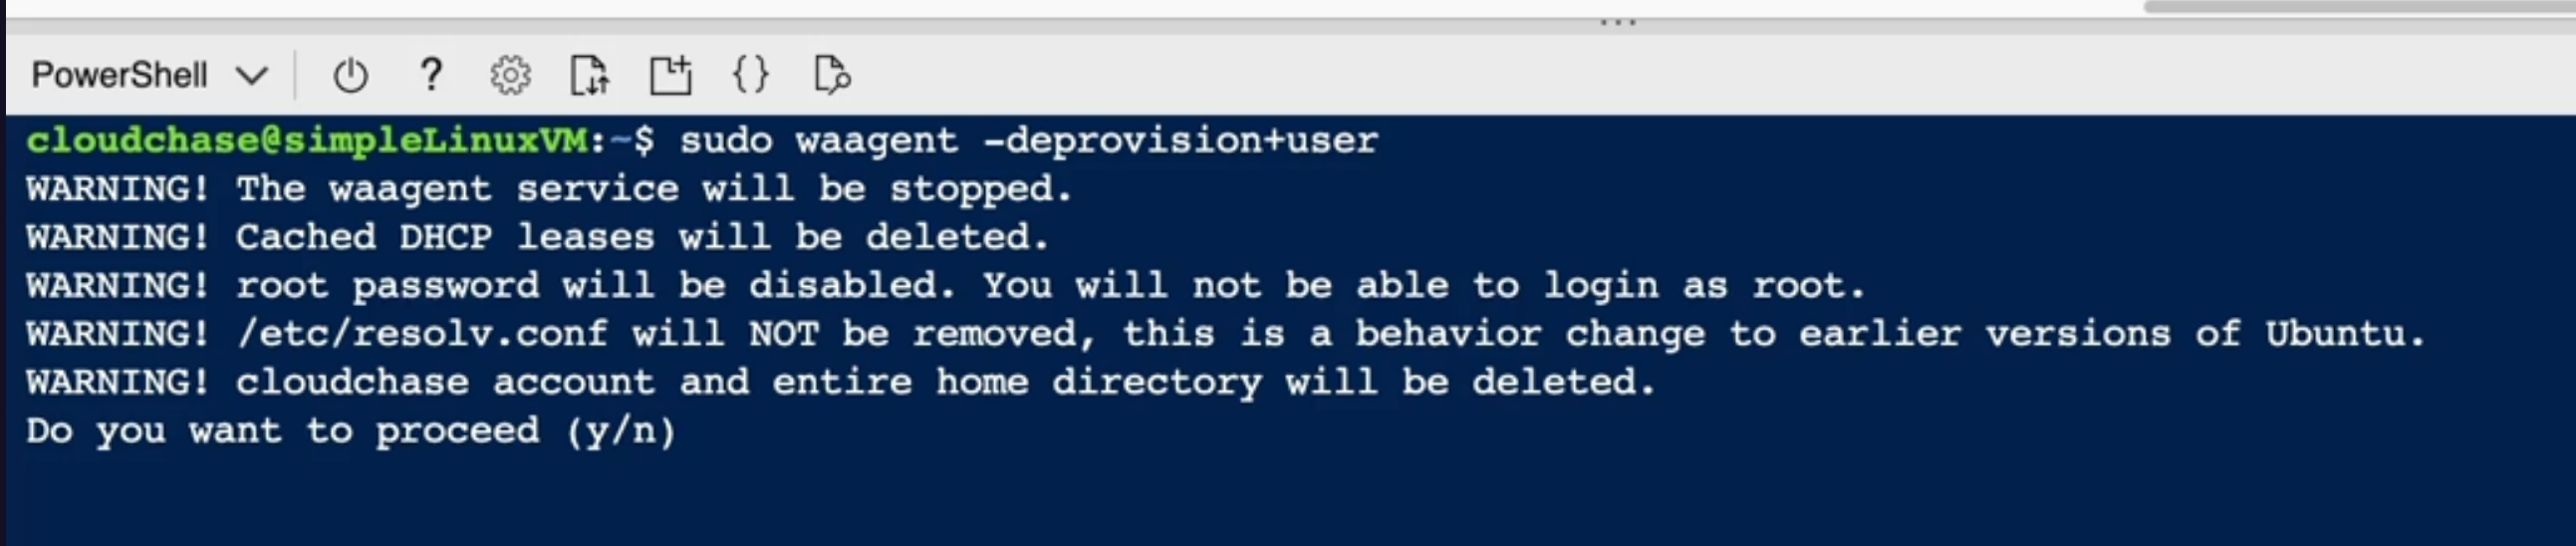 PowerShell
cloudchase@simpleLinuxVM:~$ sudo waagent -deprovision+user
WARNING! The waagent service will be stopped.
WARNING! Cached DHCP leases will be deleted.
WARNING! root password will be disabled. You will not be able to login as root.
WARNING! /etc/resolv.conf will NOT be removed, this is a behavior change to earlier versions of Ubuntu.
WARNING! cloudchase account and entire home directory will be deleted.
Do you want to proceed (y/n)